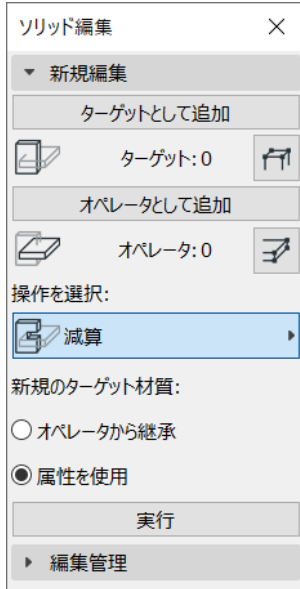 ソリッド編集
新規編集
ターゲットとして追加
ターゲット: 0
オペレータとして追加
オペレータ: 0
操作を選択:
減算
新規のターゲット材質:
オペレータから継承
属性を使用
実行
編集管理